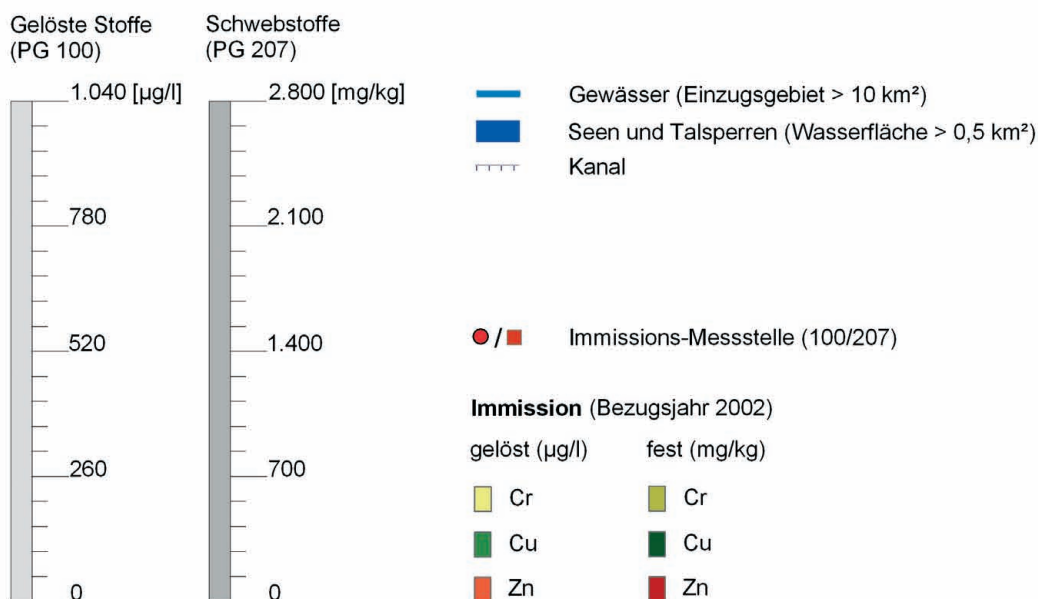 Gelöste Stoffe
(PG 100)
1.040 [µg/l]
780
520
260
0
Schwebstoffe
(PG 207)
2.800 [mg/kg]
2.100
1.400
700
0
Gewässer (Einzugsgebiet > 10 km²)
Seen und Talsperren (Wasserfläche > 0,5 km²)
Kanal
/ Immissions-Messstelle (100/207)
Immission (Bezugsjahr 2002)
gelöst (µg/l)
Cr
Cu
Zn
fest (mg/kg)
Cr
Cu
Zn